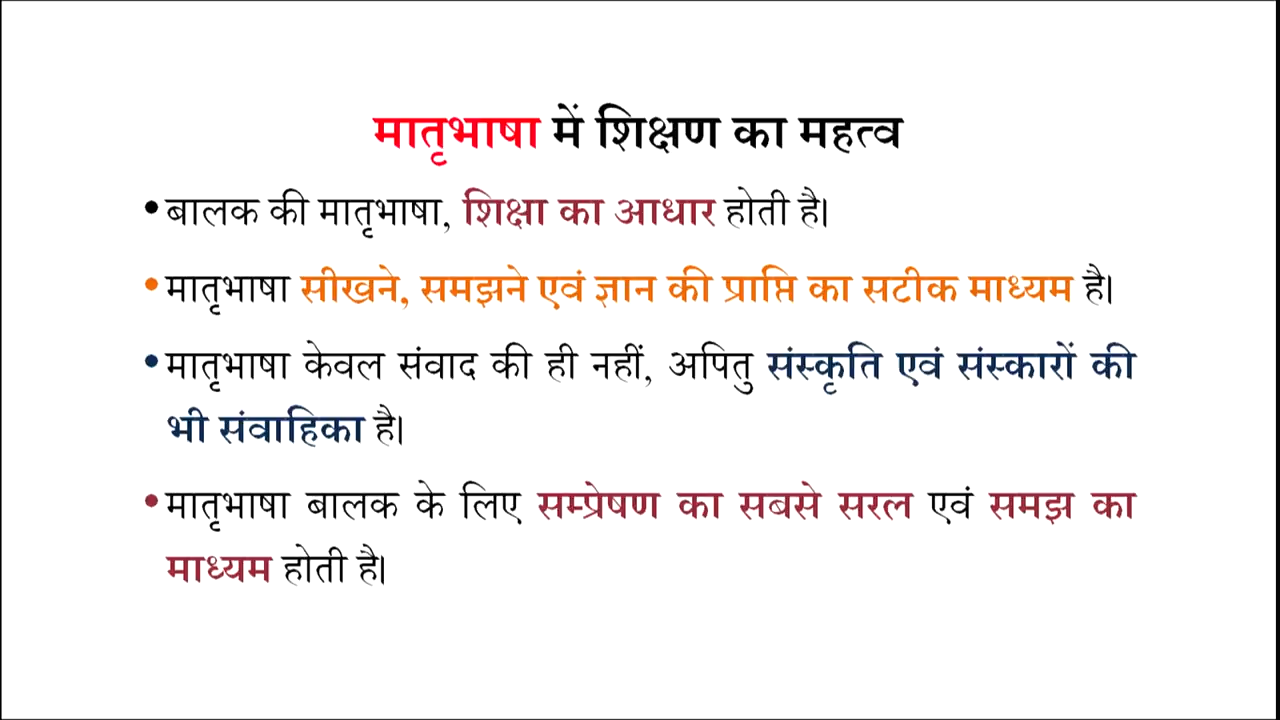 मातृभाषा में शिक्षण का महत्व
•बालक की मातृभाषा, शिक्षा का आधार होती है।
•मातृभाषा सीखने, समझने एवं ज्ञान की प्राप्ति का सटीक माध्यम है।
•मातृभाषा केवल संवाद की ही नहीं, अपितु संस्कृति एवं संस्कारों की
भी संवाहिका है।
•मातृभाषा बालक के लिए सम्प्रेषण का सबसे सरल एवं समझ का
माध्यम होती है।